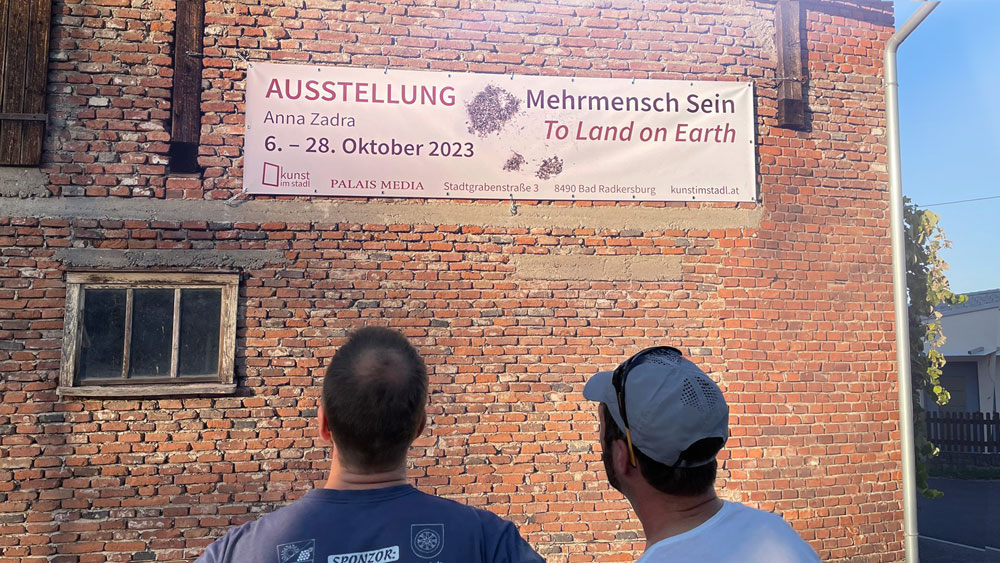 AUSSTELLUNG
Anna Zadra
6. – 28. Oktober 2023
Mehrmensch Sein
To Land on Earth
kunst
im stadl
PALAIS MEDIA
Stadtgrabenstraße 3
8490 Bad Radkersburg
kunstimstadl.at
SPONZOR: